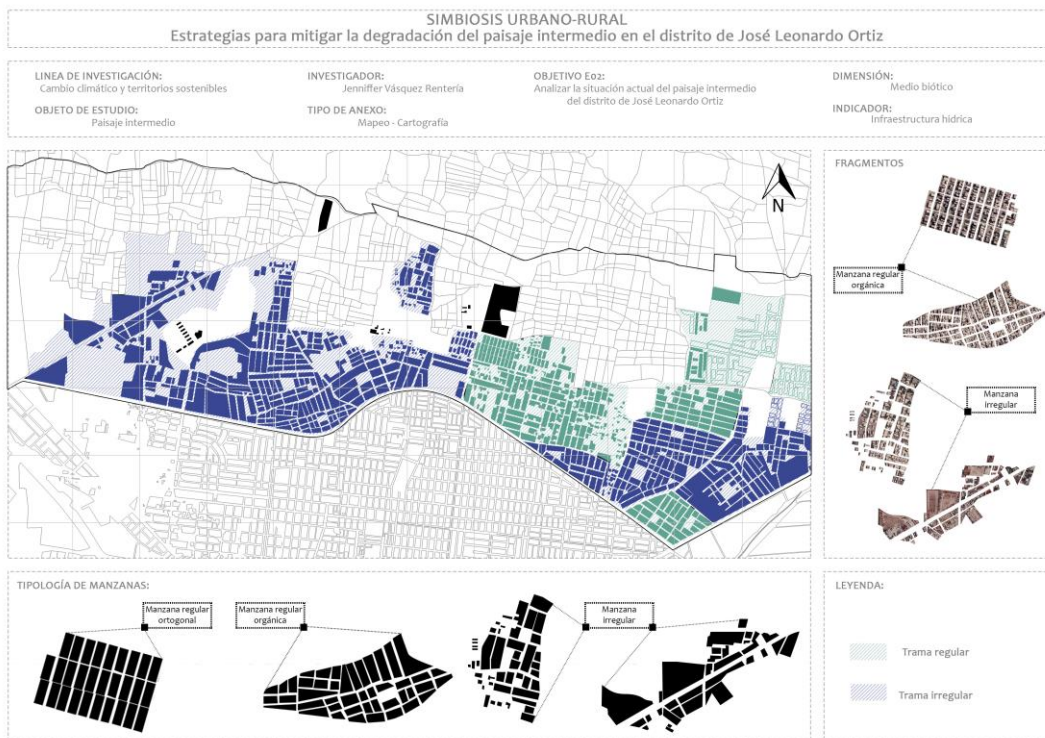 SIMBIOSIS URBANO-RURAL
Estrategias para mitigar la degradación del paisaje intermedio en el distrito de José Leonardo Ortiz
LINEA DE INVESTIGACIÓN:
Cambio climático y territorios sostenibles
OBJETO DE ESTUDIO:
Paisaje intermedio
INVESTIGADOR:
Jenniffer Vásquez Rentería
TIPO DE ANEXO:
Mapeo - Cartografía
OBJETIVO E02:
Analizar la situación actual del paisaje intermedio
del distrito de José Leonardo Ortiz
DIMENSIÓN:
Medio biótico
INDICADOR:
Infraestructura hídrica
N
FRAGMENTOS
Manzana regular
orgánica
Manzana
irregular
TIPOLOGÍA DE MANZANAS:
Manzana regular
ortogonal
Manzana regular
orgánica
Manzana
irregular
LEYENDA:
Trama regular
Trama irregular